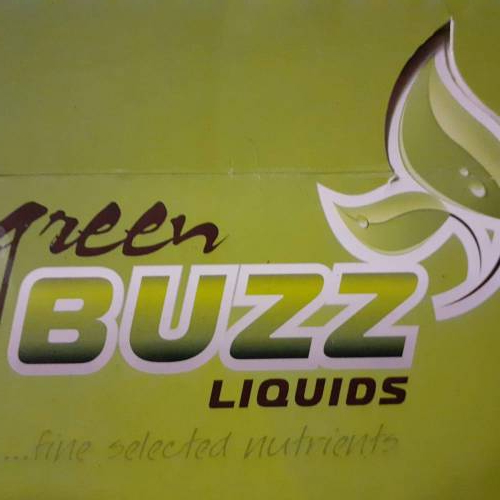 green
BUZZ
LIQUIDS
...fine selected nutrients